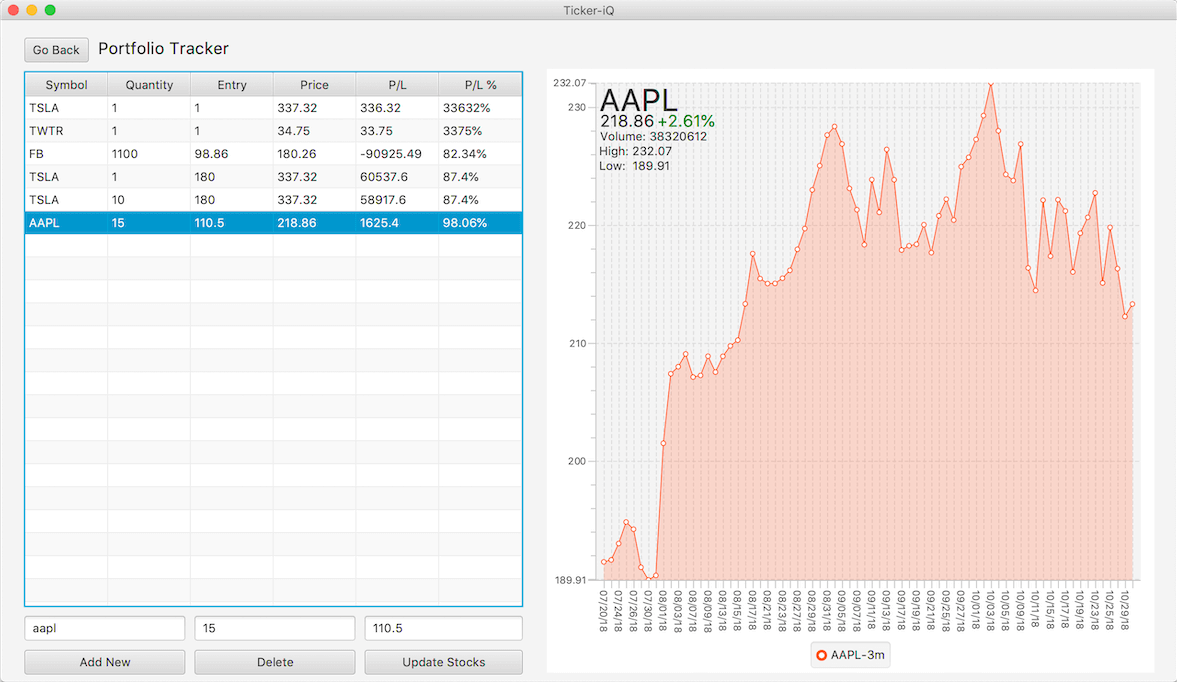 Ticker-iQ
Go Back Portfolio Tracker
Symbol Quantity Entry Price P/L P/L %
TSLA 1 1 337.32 336.32 33632%
TWTR 1 1 34.75 33.75 3375%
FB 1100 98.86 180.26 -90925.49 82.34%
TSLA 1 180 337.32 60537.6 87.4%
TSLA 10 180 337.32 58917.6 87.4%
AAPL 15 110.5 218.86 1625.4 98.06%
aapl 15 110.5
Add New Delete Update Stocks
AAPL
218.86 +2.61%
Volume: 38320612
High: 232.07
Low: 189.91
232.07
230
220
210
200
189.91
07/20/18
07/24/18
07/26/18
07/30/18
08/01/18
08/03/18
08/07/18
08/09/18
08/13/18
08/15/18
08/17/18
08/21/18
08/23/18
08/27/18
08/29/18
08/31/18
09/05/18
09/07/18
09/11/18
09/13/18
09/17/18
09/19/18
09/21/18
09/25/18
09/27/18
10/01/18
10/03/18
10/05/18
10/09/18
10/11/18
10/15/18
10/17/18
10/19/18
10/23/18
10/25/18
10/29/18
AAPL-3m